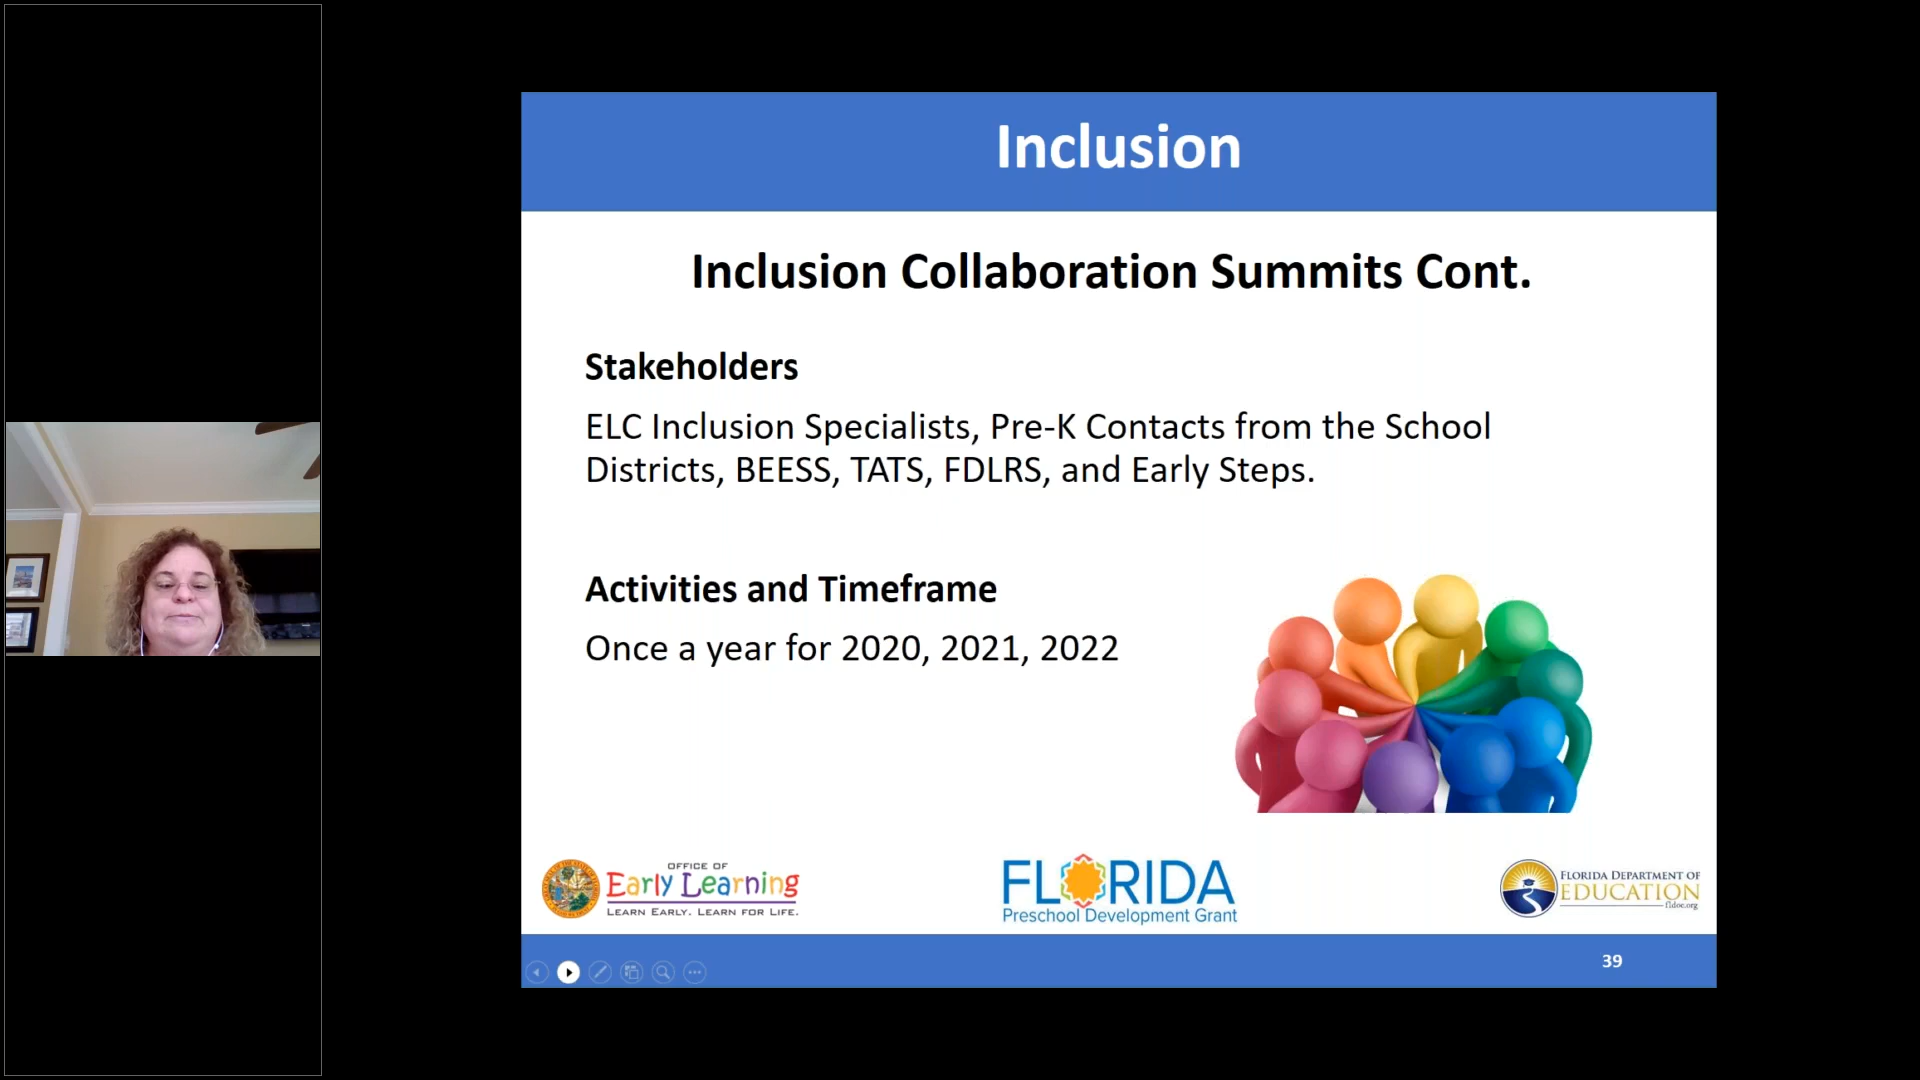 Inclusion
Inclusion Collaboration Summits Cont.
Stakeholders
ELC Inclusion Specialists, Pre-K Contacts from the School
Districts, BEESS, TATS, FDLRS, and Early Steps.
Activities and Timeframe
Once a year for 2020, 2021, 2022
OFFICE OF
Early Learning
LEARN EARLY. LEARN FOR LIFE.
FLORIDA
Preschool Development Grant
FLORIDA DEPARTMENT OF
EDUCATION
fldoe.org
39